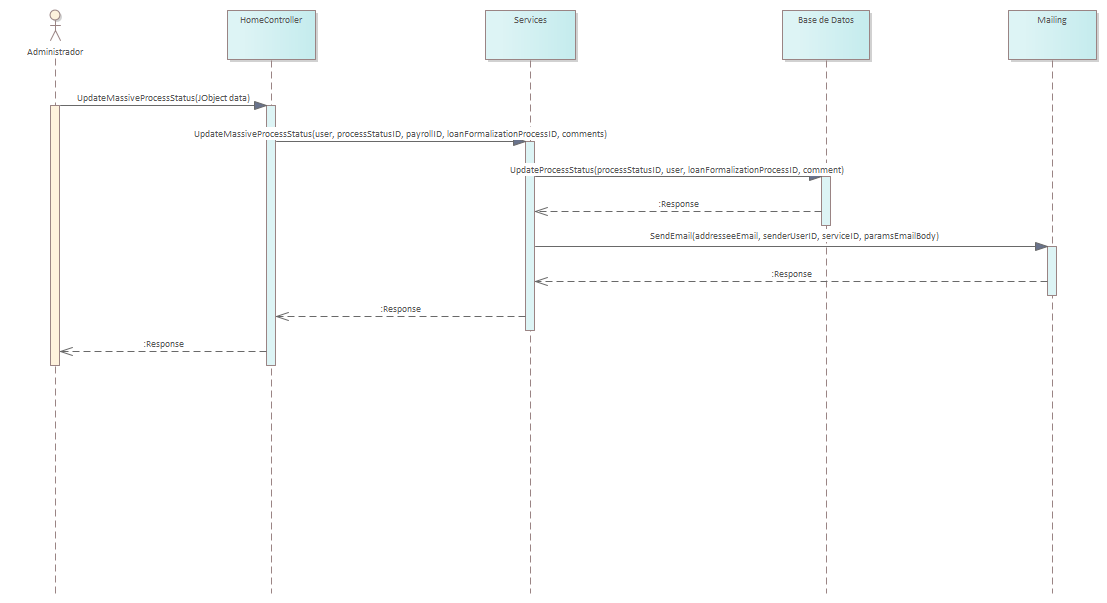 HomeController
Services
Base de Datos
Mailing
Administrador
UpdateMassiveProcessStatus(JObject data)
UpdateMassiveProcessStatus(user, processStatusID, payrollID, loanFormalizationProcessID, comments)
UpdateProcessStatus(processStatusID, user, loanFormalizationProcessID, comment)
:Response
SendEmail(addresseeEmail, senderUserID, serviceID, paramsEmailBody)
:Response
:Response
:Response